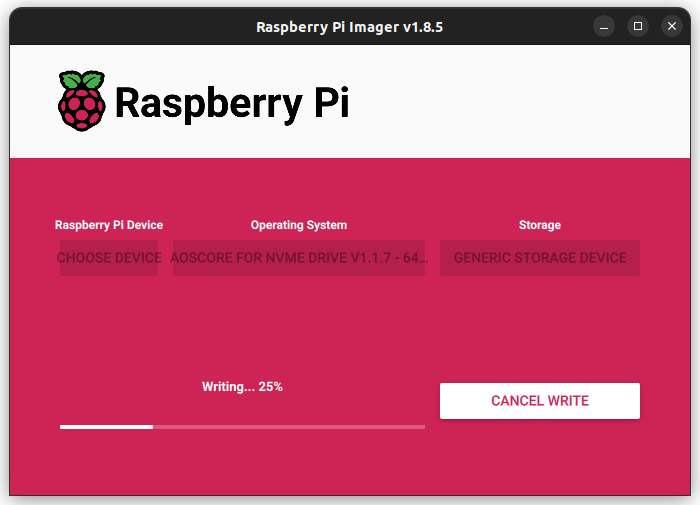 Raspberry Pi Imager v1.8.5
Raspberry Pi
Raspberry Pi Device
Operating System
Storage
CHOOSE DEVICE
AOSCORE FOR NVME DRIVE V1.1.7 - 64...
GENERIC STORAGE DEVICE
Writing... 25%
CANCEL WRITE